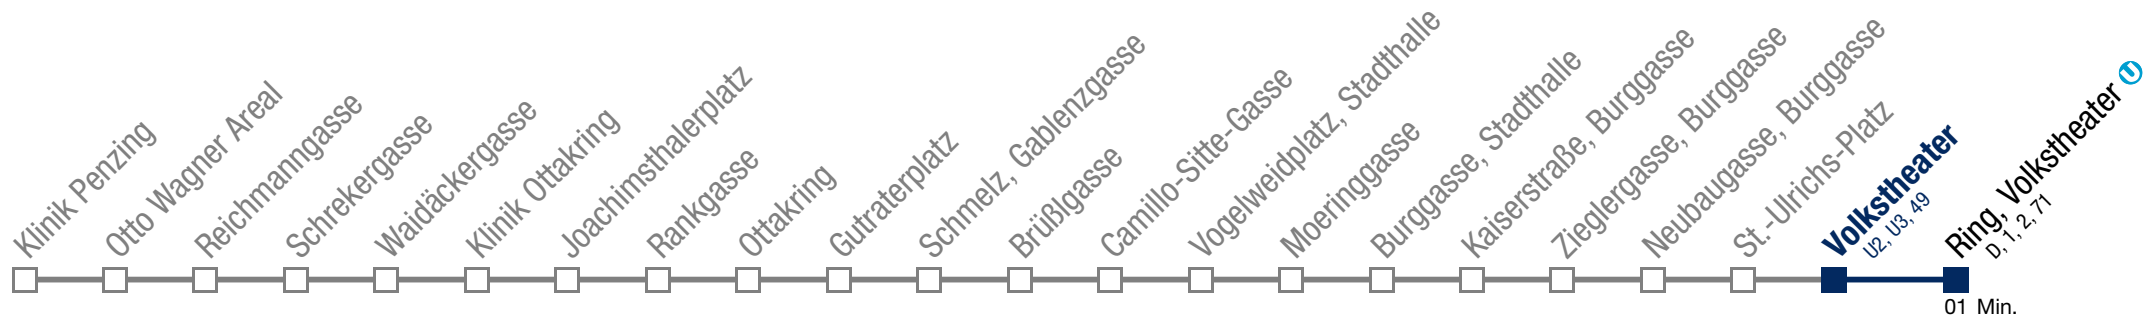 Klinik Penzing
Otto Wagner Areal
Reichmanngasse
Schrekergasse
Waidäckergasse
Klinik Ottakring
Joachimsthalerplatz
Rankgasse
Ottakring
Gutraterplatz
Schmelz, Gablenzgasse
Brüßlgasse
Camillo-Sitte-Gasse
Vogelweidplatz, Stadthalle
Moeringgasse
Burggasse, Stadthalle
Kaiserstraße, Burggasse
Zieglergasse, Burggasse
Neubaugasse, Burggasse
St.-Ulrichs-Platz
Volkstheater
U2, U3, 49
Ring, Volkstheater U
D, 1, 2, 71
01 Min.